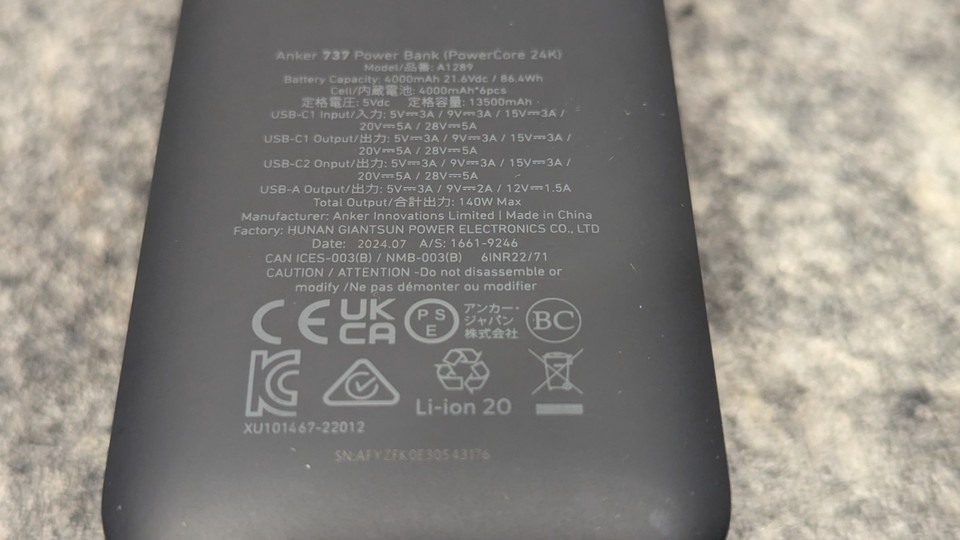 Anker 737 Power Bank (PowerCore 24K)
Model/品番: A1289
Battery Capacity: 4000mAh 21.6Vdc / 86.4Wh
Cell/内蔵電池: 4000mAh*6pcs
定格電圧: 5Vdc 定格容量: 13500mAh
USB-C1 Input/入力: 5V⎓3A / 9V⎓3A / 15V⎓3A /
20V⎓5A / 28V⎓5A
USB-C1 Output/出力: 5V⎓3A / 9V⎓3A / 15V⎓3A /
20V⎓5A / 28V⎓5A
USB-C2 Onput/出力: 5V⎓3A / 9V⎓3A / 15V⎓3A /
20V⎓5A / 28V⎓5A
USB-A Output/出力: 5V⎓3A / 9V⎓2A / 12V⎓1.5A
Total Output/合計出力: 140W Max
Manufacturer: Anker Innovations Limited | Made in China
Factory: HUNAN GIANTSUN POWER ELECTRONICS CO., LTD
Date: 2024.07 A/S: 1661-9246
CAN ICES-003(B) / NMB-003(B) 6INR22/71
CAUTION / ATTENTION -Do not disassemble or
modify /Ne pas démonter ou modifier
CE UK CA PSE アンカー・ジャパン株式会社 BC
KC
Li-ion 20
XU101467-22012
SN:AFYZFK0E30543176